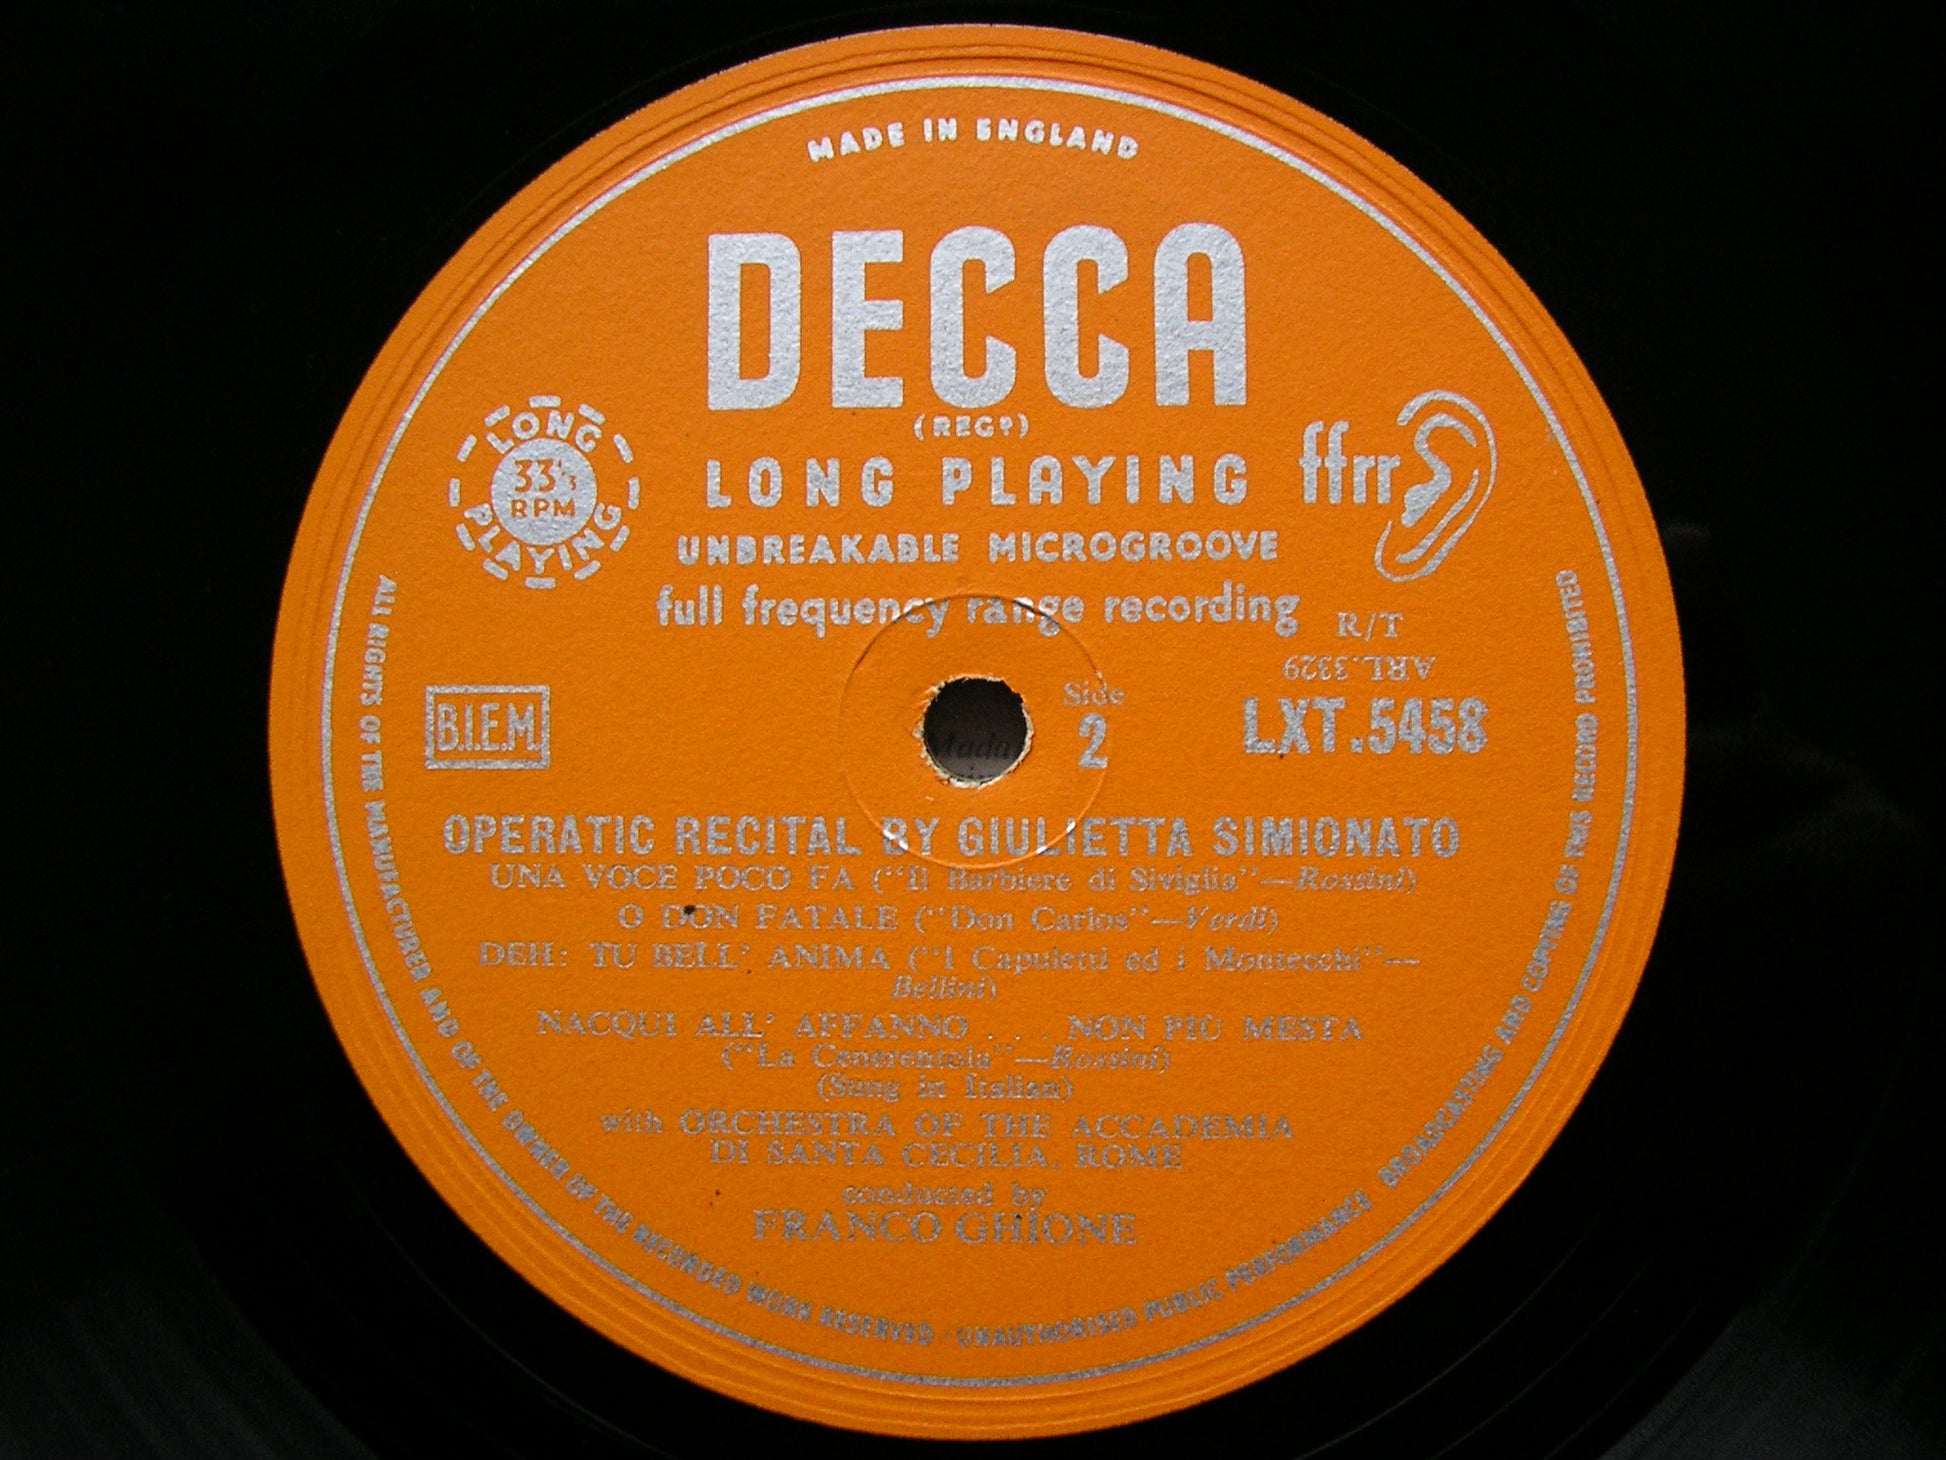 MADE IN ENGLAND
DECCA
(REGD)
LONG PLAYING
33⅓
RPM
LONG PLAYING
ffrr
UNBREAKABLE MICROGROOVE
full frequency range recording
R/T
ARL.3329
LXT.5458
B.I.E.M.
Side
2
OPERATIC RECITAL BY GIULIETTA SIMIONATO
UNA VOCE POCO FA ("Il Barbiere di Siviglia"—Rossini)
O DON FATALE ("Don Carlos"—Verdi)
DEH: TU BELL' ANIMA ("I Capuletti ed i Montecchi"—
Bellini)
NACQUI ALL' AFFANNO . . . NON PIÙ MESTA
("La Cenerentola"—Rossini)
(Sung in Italian)
with ORCHESTRA OF THE ACCADEMIA
DI SANTA CECILIA, ROME
conducted by
FRANCO GHIONE
ALL RIGHTS OF THE MANUFACTURER AND OF THE OWNER OF THE RECORDED WORK RESERVED · UNAUTHORISED PUBLIC PERFORMANCE BROADCASTING AND COPYING OF THIS RECORD PROHIBITED